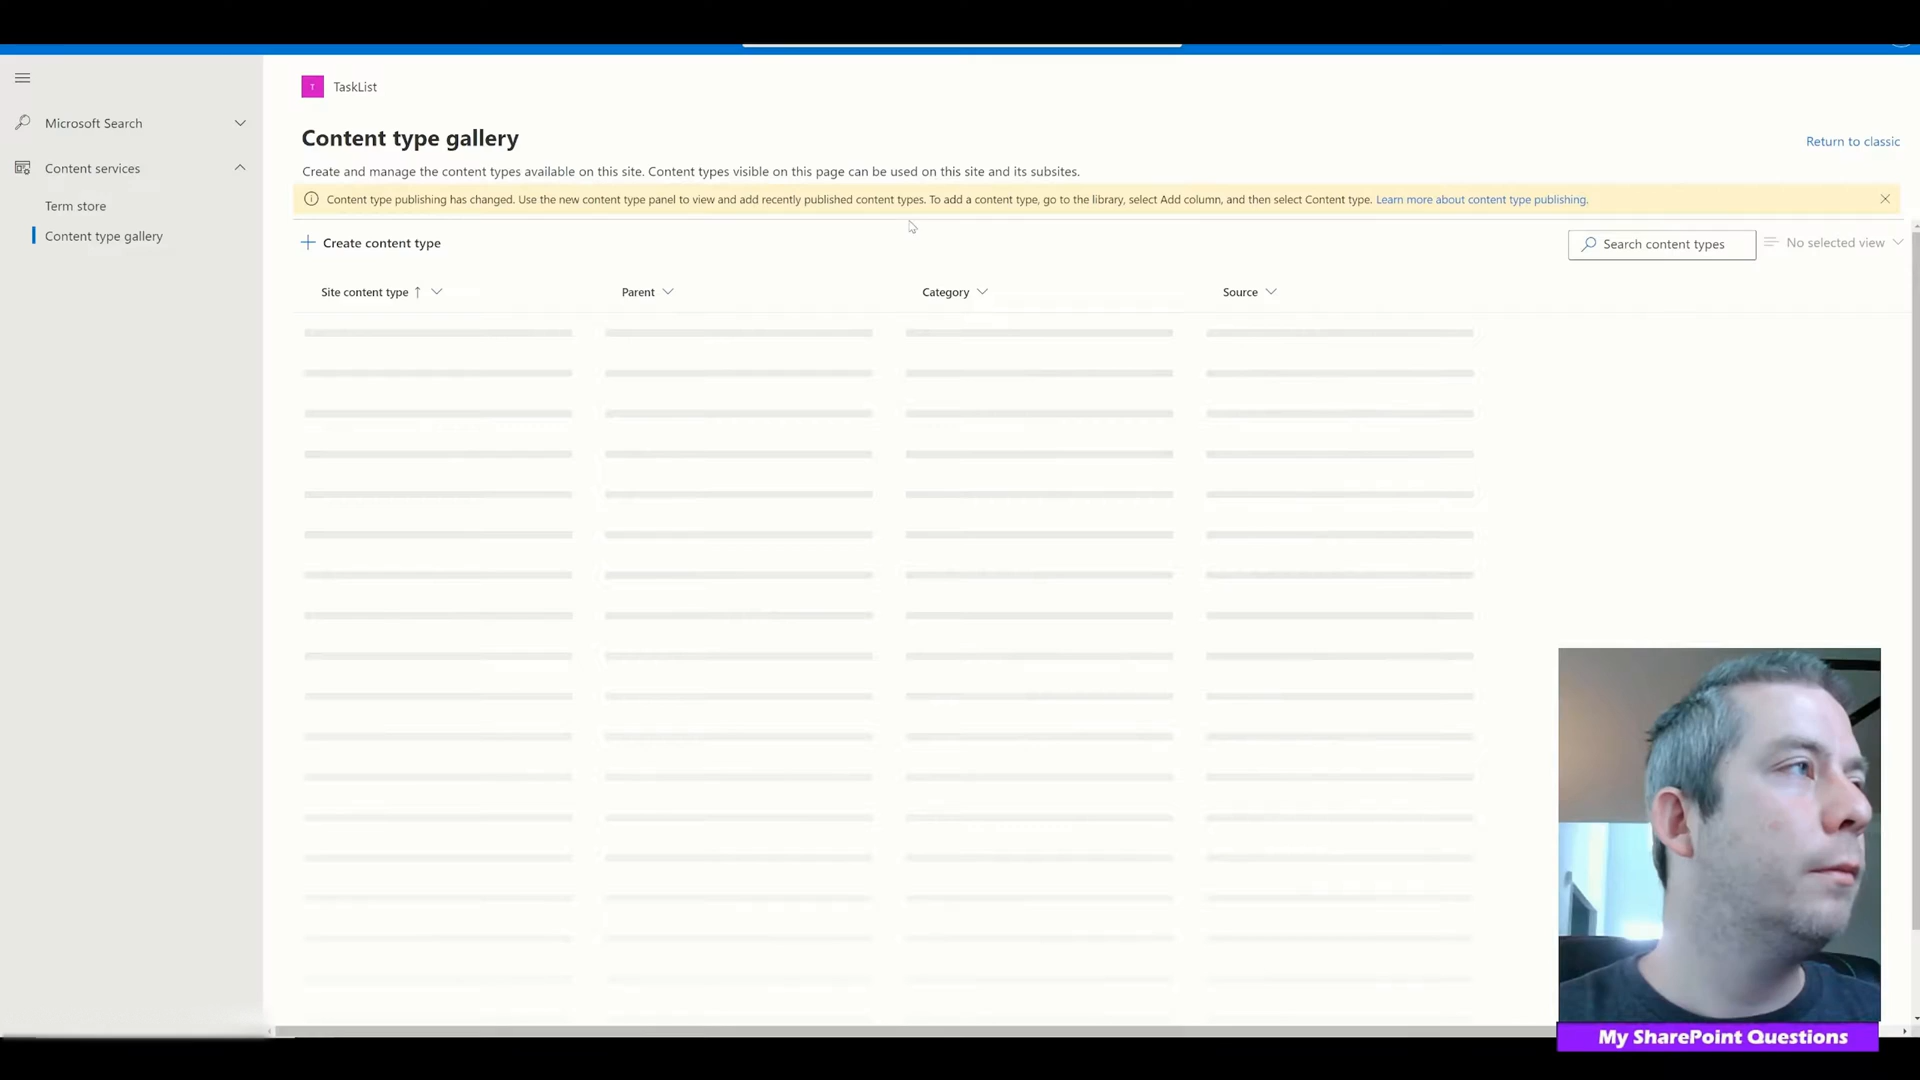 T TaskList
Microsoft Search
Content services
Term store
Content type gallery
Content type gallery
Return to classic
Create and manage the content types available on this site. Content types visible on this page can be used on this site and its subsites.
Content type publishing has changed. Use the new content type panel to view and add recently published content types. To add a content type, go to the library, select Add column, and then select Content type. Learn more about content type publishing.
Create content type
Search content types
No selected view
Site content type ↑ Parent Category Source
My SharePoint Questions